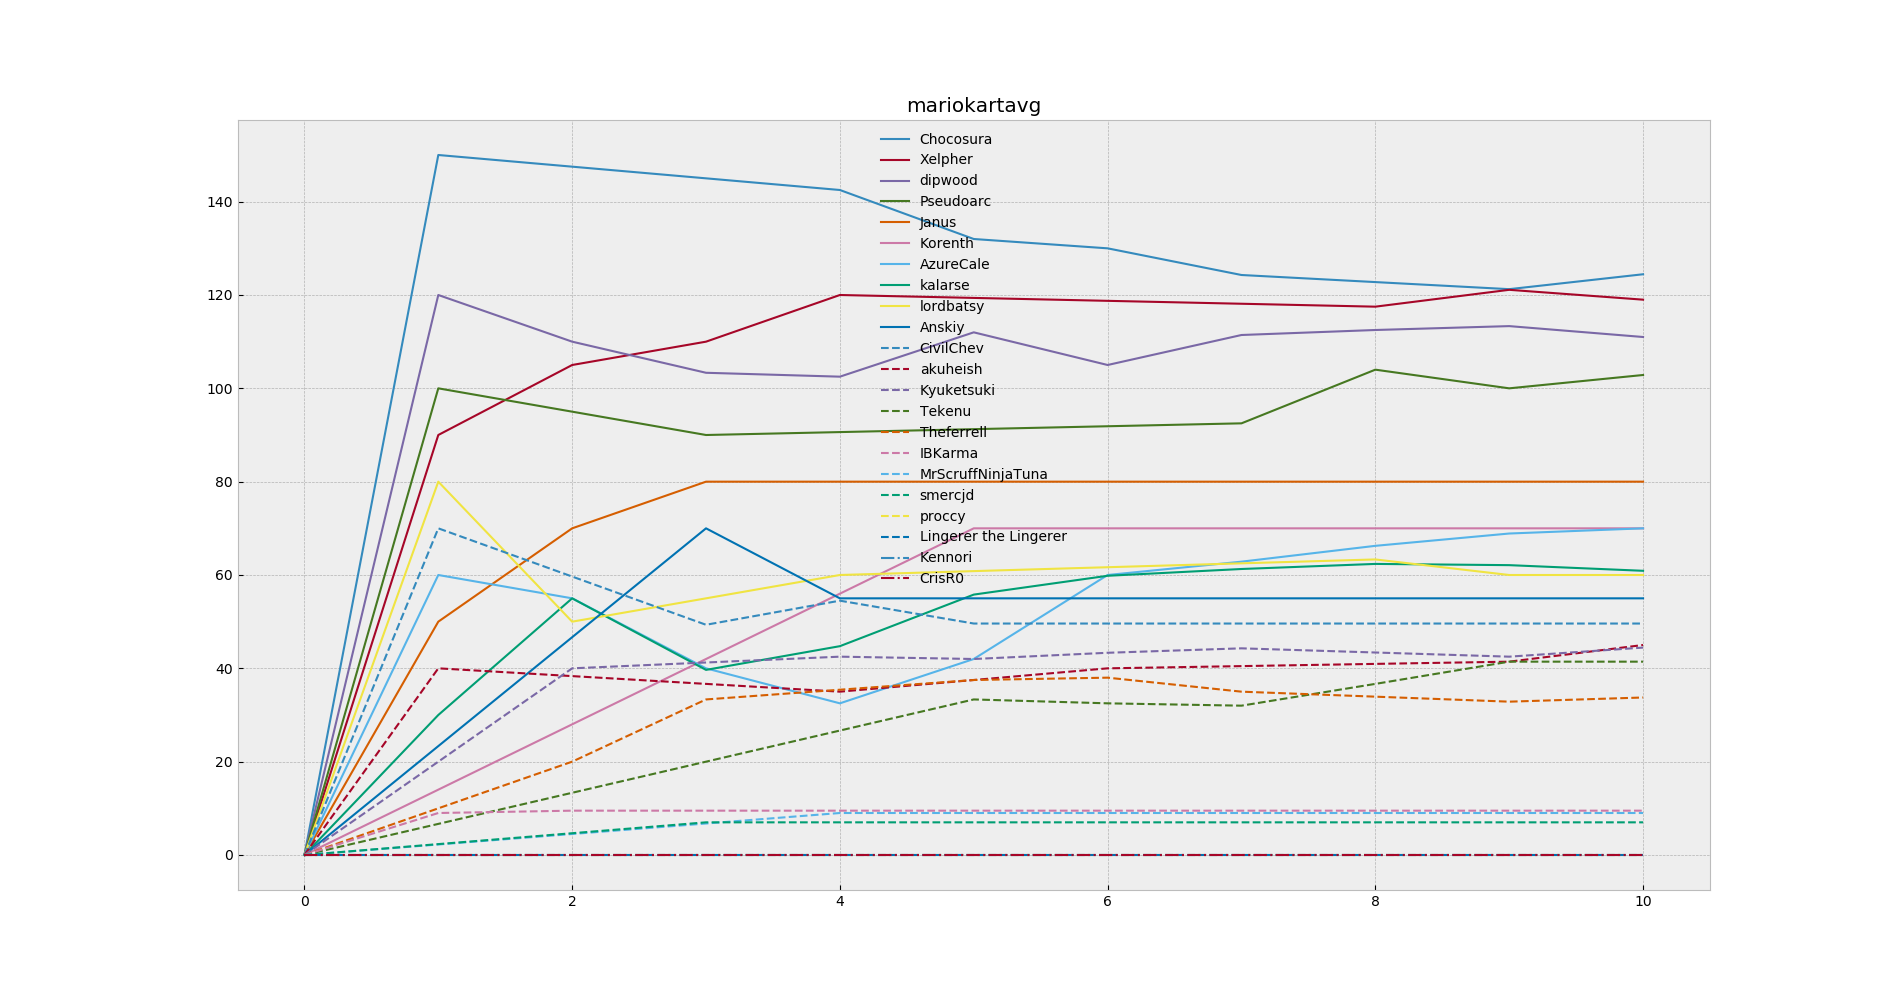 mariokartavg
Chocosura
Xelpher
dipwood
Pseudoarc
Janus
Korenth
AzureCale
kalarse
lordbatsy
Anskiy
CivilChev
akuheish
Kyuketsuki
Tekenu
Theferrell
IBKarma
MrScruffNinjaTuna
smercjd
proccy
Lingerer the Lingerer
Kennori
CrisR0
140
120
100
80
60
40
20
0
0 2 4 6 8 10